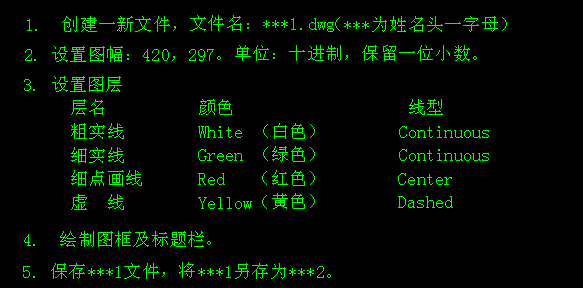 1. 创建一新文件，文件名：***1.dwg(***为姓名头一字母)
2. 设置图幅：420，297。单位：十进制，保留一位小数。
3. 设置图层
层名 颜色 线型
粗实线 White （白色） Continuous
细实线 Green （绿色） Continuous
细点画线 Red （红色） Center
虚 线 Yellow（黄色） Dashed
4. 绘制图框及标题栏。
5. 保存***1文件，将***1另存为***2。